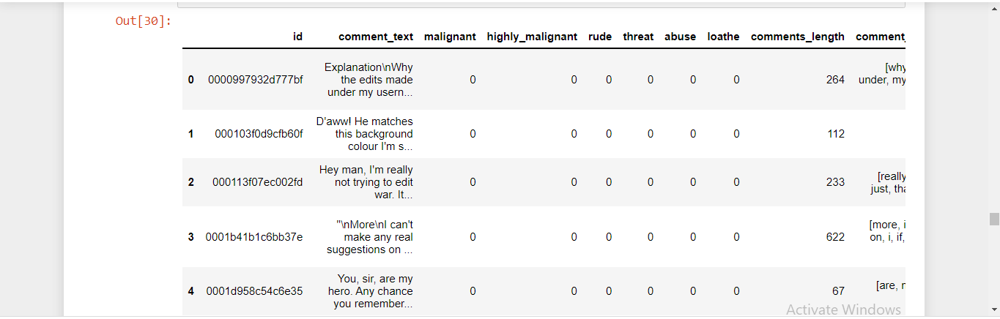 Out[30]:
id comment_text malignant highly_malignant rude threat abuse loathe comments_length comment_
Explanation\nWhy [why
0 0000997932d777bf the edits made 0 0 0 0 0 0 264 under, my
under my usern...
D'aww! He matches
1 000103f0d9cfb60f this background 0 0 0 0 0 0 112
colour I'm s...
Hey man, I'm really
2 000113f07ec002fd not trying to edit 0 0 0 0 0 0 233 [really
war. It... just, tha
"\nMore\nI can't [more, i
3 0001b41b1c6bb37e make any real 0 0 0 0 0 0 622 on, i, if,
suggestions on ...
You, sir, are my
4 0001d958c54c6e35 hero. Any chance 0 0 0 0 0 0 67 [are, m
you remember...
Activate Windows